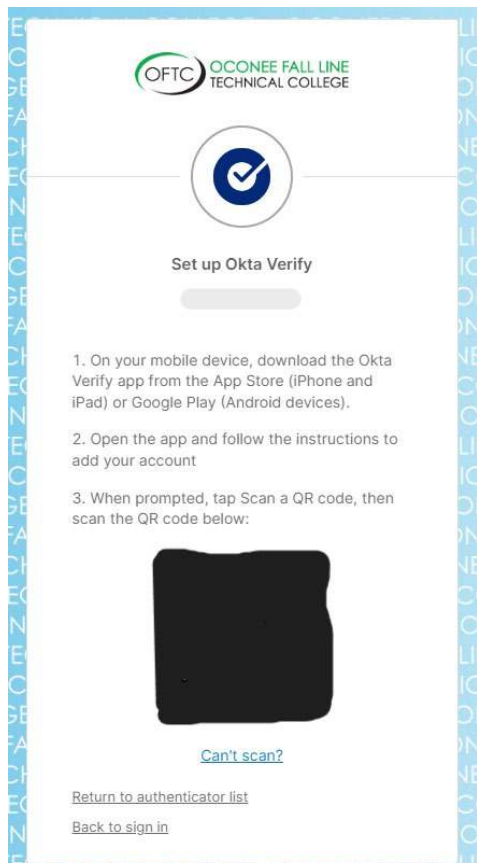 OFTC OCONEE FALL LINE
TECHNICAL COLLEGE
Set up Okta Verify
1. On your mobile device, download the Okta
Verify app from the App Store (iPhone and
iPad) or Google Play (Android devices).
2. Open the app and follow the instructions to
add your account
3. When prompted, tap Scan a QR code, then
scan the QR code below:
Can't scan?
Return to authenticator list
Back to sign in